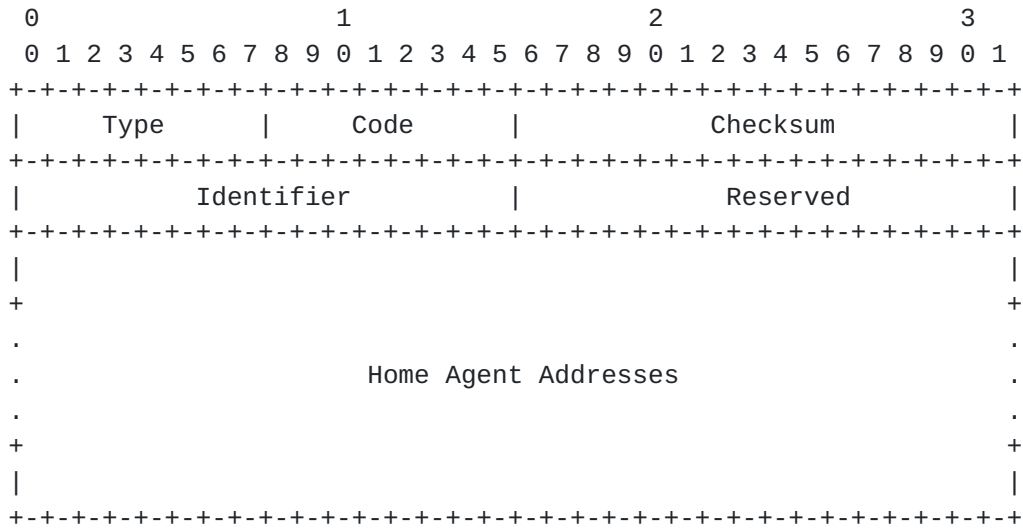 0                   1                   2                   3
 0 1 2 3 4 5 6 7 8 9 0 1 2 3 4 5 6 7 8 9 0 1 2 3 4 5 6 7 8 9 0 1
+-+-+-+-+-+-+-+-+-+-+-+-+-+-+-+-+-+-+-+-+-+-+-+-+-+-+-+-+-+-+-+-+
|     Type      |     Code      |            Checksum           |
+-+-+-+-+-+-+-+-+-+-+-+-+-+-+-+-+-+-+-+-+-+-+-+-+-+-+-+-+-+-+-+-+
|           Identifier          |             Reserved          |
+-+-+-+-+-+-+-+-+-+-+-+-+-+-+-+-+-+-+-+-+-+-+-+-+-+-+-+-+-+-+-+-+
|                                                               |
+                                                               +
.                                                               .
.                      Home Agent Addresses                     .
.                                                               .
+                                                               +
|                                                               |
+-+-+-+-+-+-+-+-+-+-+-+-+-+-+-+-+-+-+-+-+-+-+-+-+-+-+-+-+-+-+-+-+